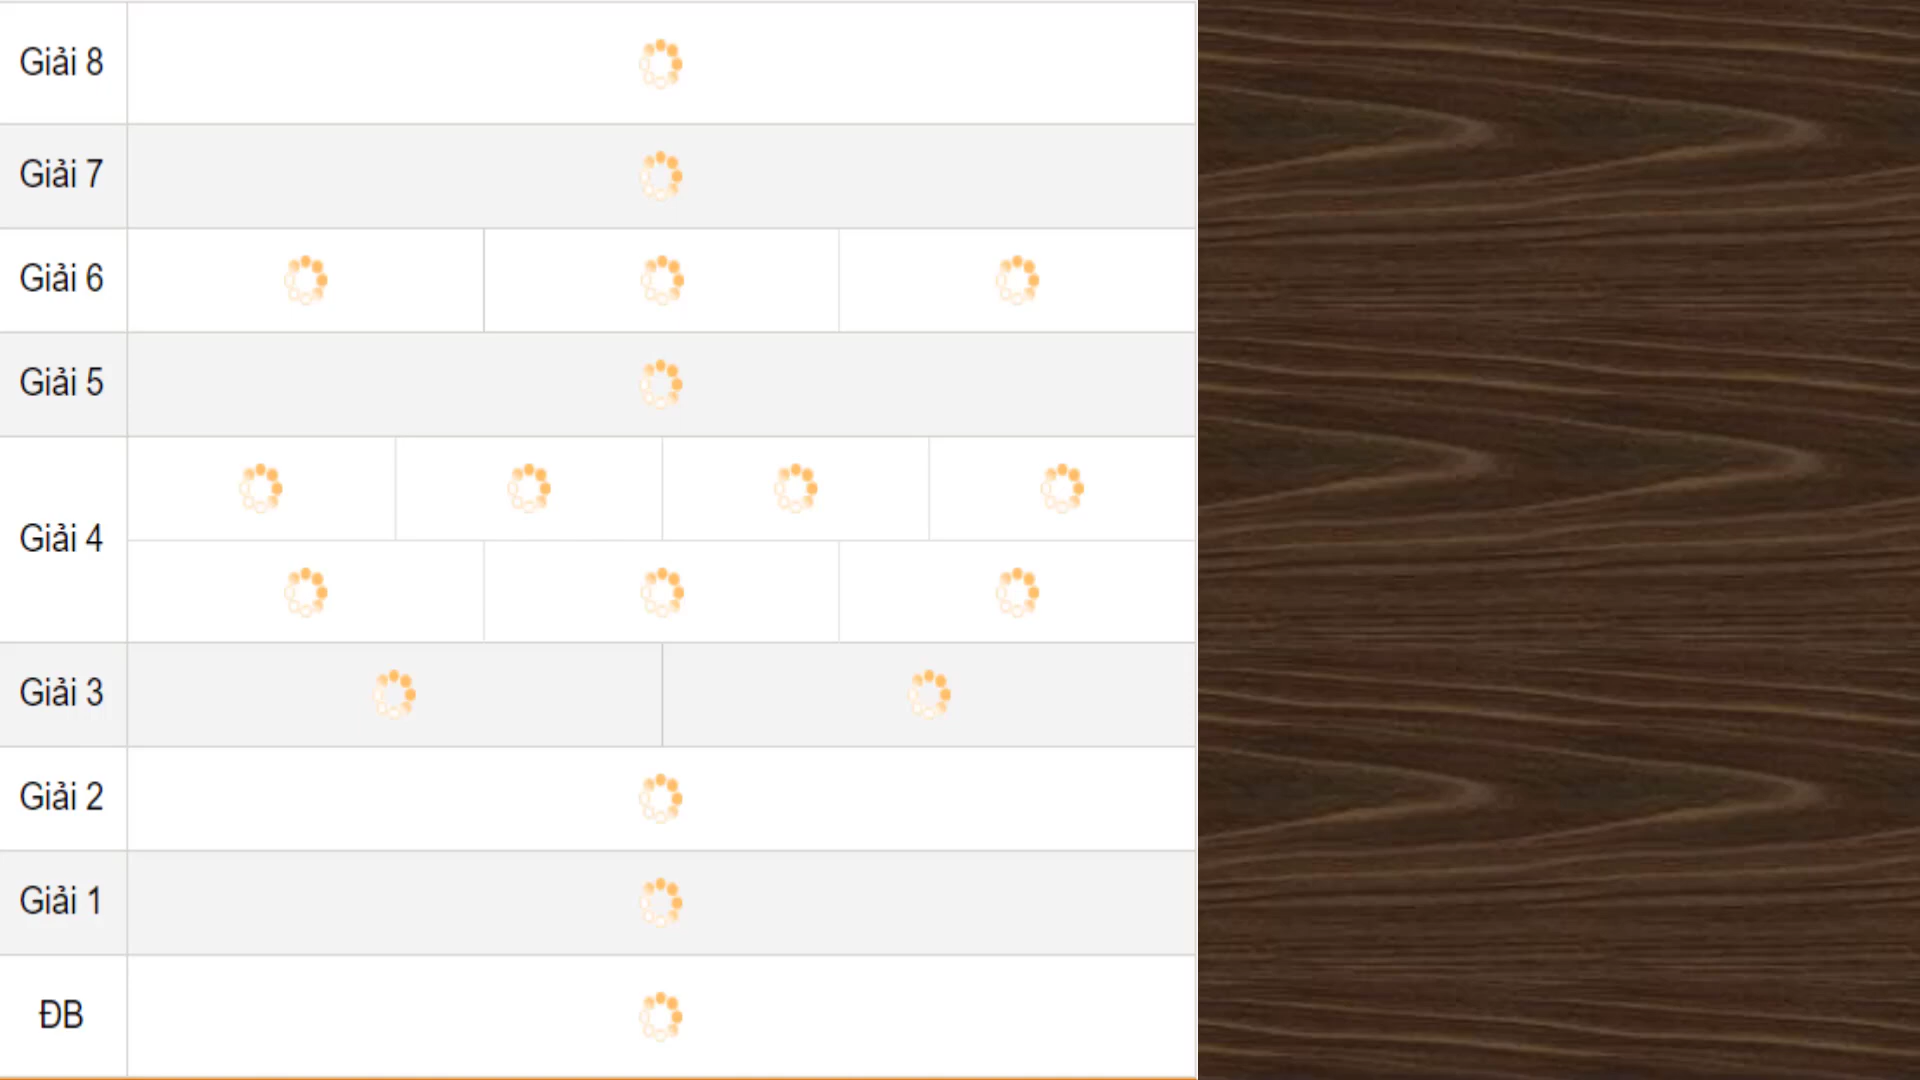 Giải 8
Giải 7
Giải 6
Giải 5
Giải 4
Giải 3
Giải 2
Giải 1
ĐB